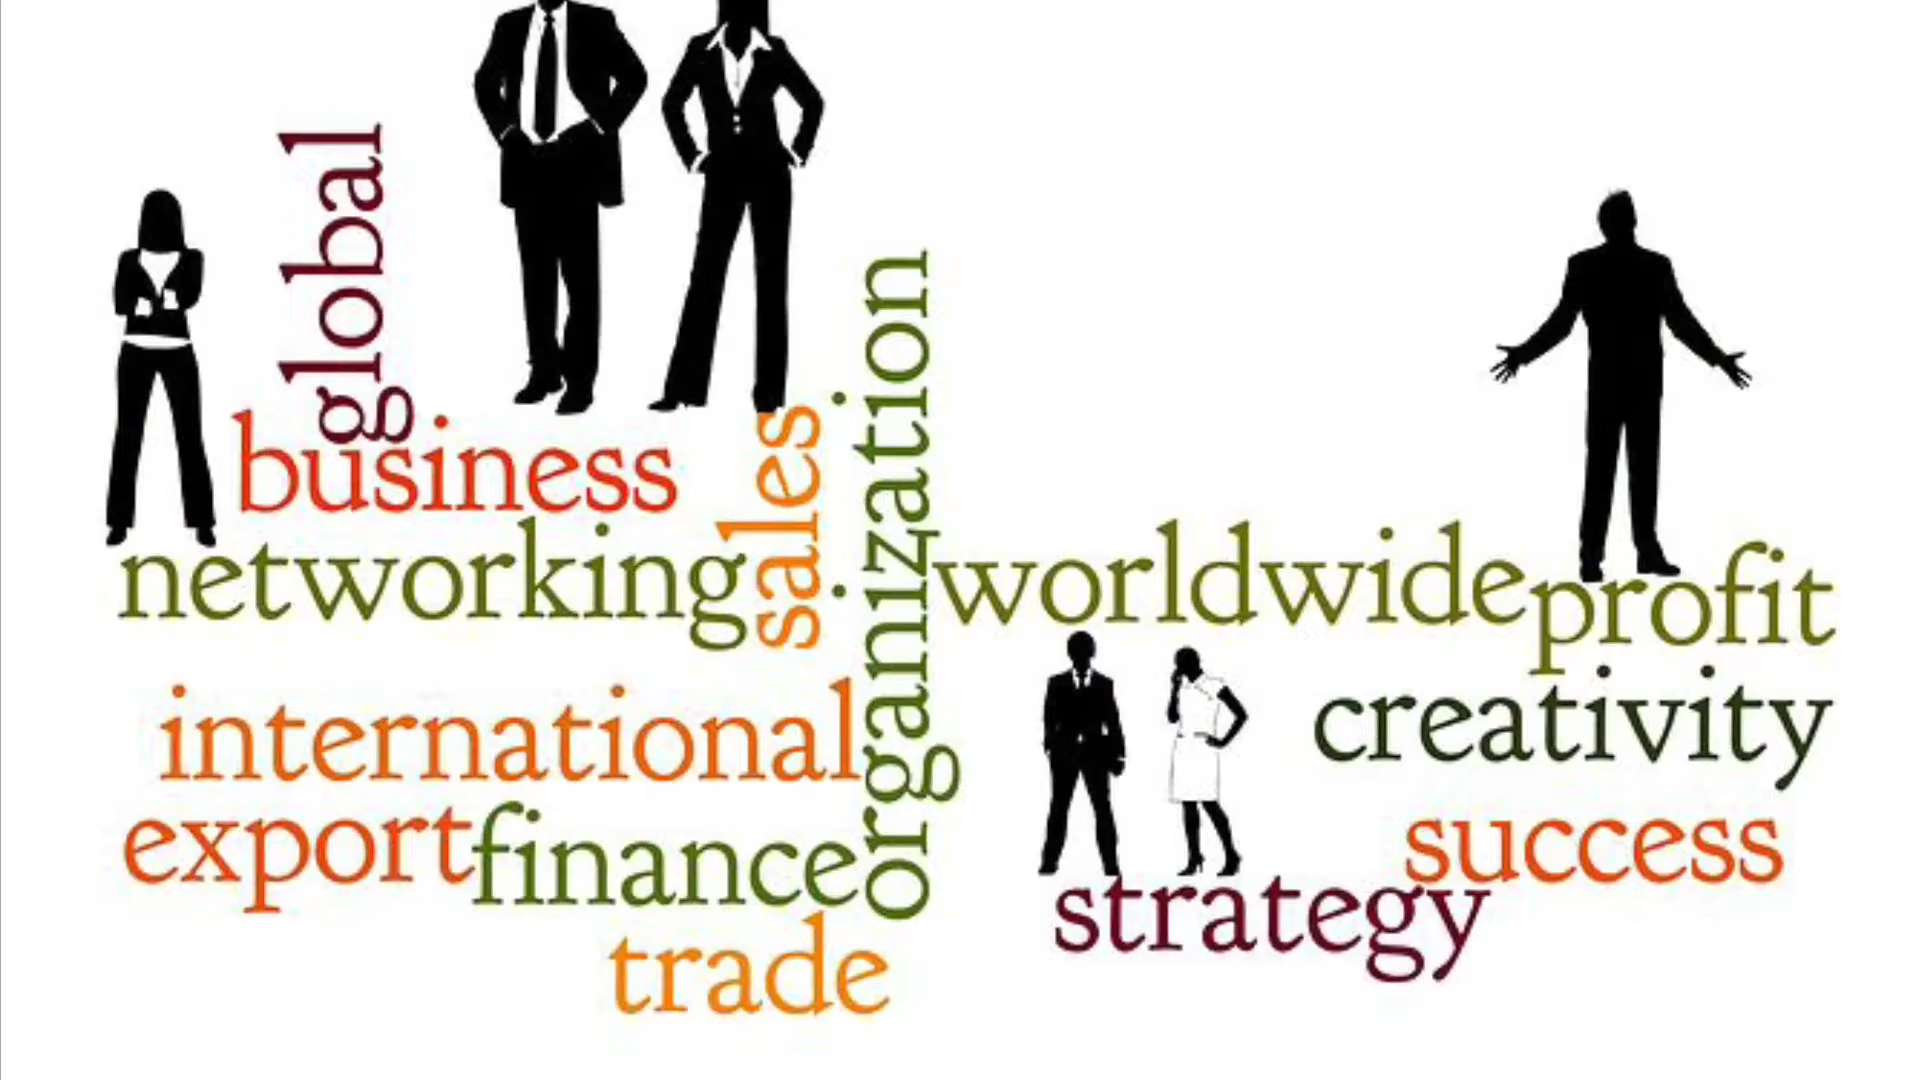 global
business
networking
sales
organization
worldwide
profit
international
creativity
export
finance
success
strategy
trade